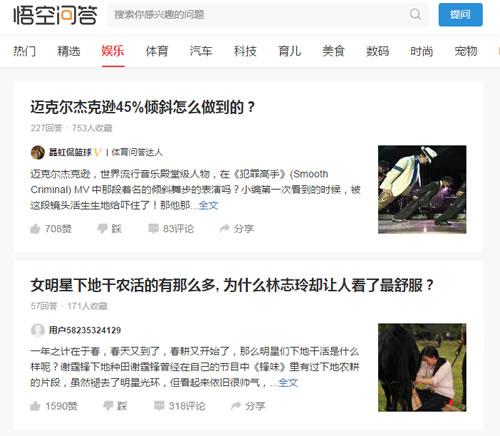 悟空问答
搜索你感兴趣的问题
提问
热门 精选 娱乐 体育 汽车 科技 育儿 美食 数码 时尚 宠物
迈克尔杰克逊45%倾斜怎么做到的？
227回答 · 753人收藏
聂虹侃篮球 V | 体育问答达人
迈克尔杰克逊，世界流行音乐殿堂级人物，在《犯罪高手》(Smooth
Criminal) MV 中那段着名的倾斜舞步的表演吗？小编第一次看到的时候，被
这段镜头活生生地给吓住了！那他那...全文
708赞 踩 83评论 分享
女明星下地干农活的有那么多, 为什么林志玲却让人看了最舒服？
57回答 · 171人收藏
用户58235324129
一年之计在于春，春天又到了，春耕又开始了，那么明星们下地干活是什么
样呢？谢霆锋下地种田谢霆锋曾经在自己的节目中《锋味》里有过下地农耕
的片段，虽然褪去了明星光环，但看起来依旧很帅气，...全文
1590赞 踩 318评论 分享